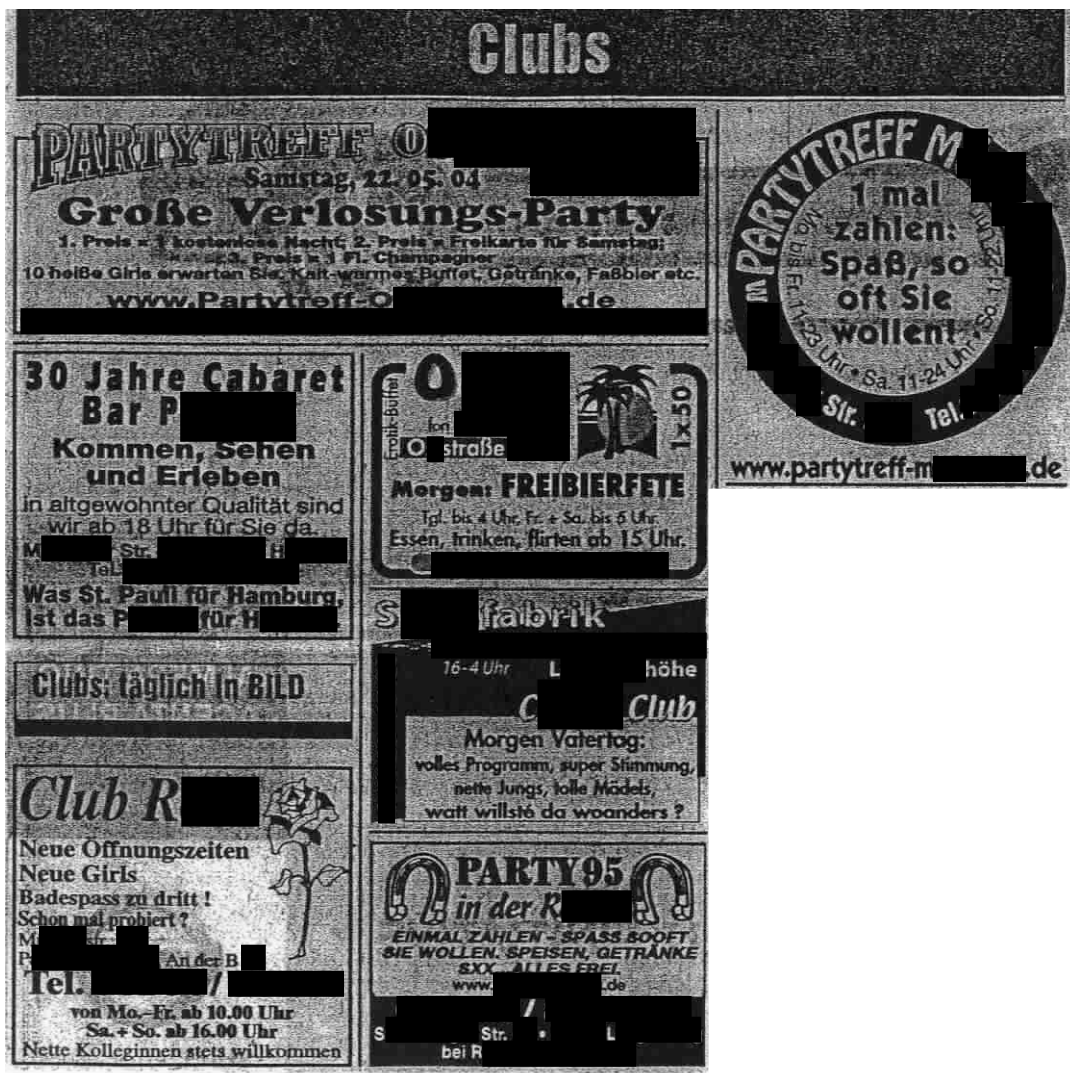 Clubs
PARTYTREFF O
Samstag, 22. 05. 04
Große Verlosungs-Party
1. Preis = 1 kostenlose Nacht; 2. Preis = Freikarte für Samstag;
3. Preis = 1 Fl. Champagner
10 heiße Girls erwarten Sie, Kalt-warmes Buffet, Getränke, Faßbier etc.
www.Partytreff-O .de
PARTYTREFF M
1 mal
zahlen:
Spaß, so
oft Sie
wollen!
Mo bis Fr. 11-23 Uhr • Sa. 11-24 Uhr • So. 11-22 Uhr
Str. Tel.
www.partytreff-m .de
30 Jahre Cabaret
Bar P
Kommen, Sehen
und Erleben
in altgewohnter Qualität sind
wir ab 18 Uhr für Sie da.
M Str. H
Tel.
Was St. Pauli für Hamburg,
ist das P für H .
Erotik-Buffet
1x50
O straße
Morgen: FREIBIERFETE
Tgl. bis 4 Uhr, Fr. + Sa. bis 5 Uhr.
Essen, trinken, flirten ab 15 Uhr.
S fabrik
16-4 Uhr L höhe
C Club
Morgen Vatertag:
volles Programm, super Stimmung,
nette Jungs, tolle Mädels,
watt willsté da woanders ?
Clubs: täglich in BILD
Club R
Neue Öffnungszeiten
Neue Girls
Badespass zu dritt !
Schon mal probiert ?
M str.
P An der B
Tel. /
von Mo.–Fr. ab 10.00 Uhr
Sa. + So. ab 16.00 Uhr
Nette Kolleginnen stets willkommen
PARTY 95
in der R
EINMAL ZAHLEN – SPASS SOOFT
SIE WOLLEN. SPEISEN, GETRÄNKE
SXX - ALLES FREI.
www. .de
/
S Str. • L
bei R